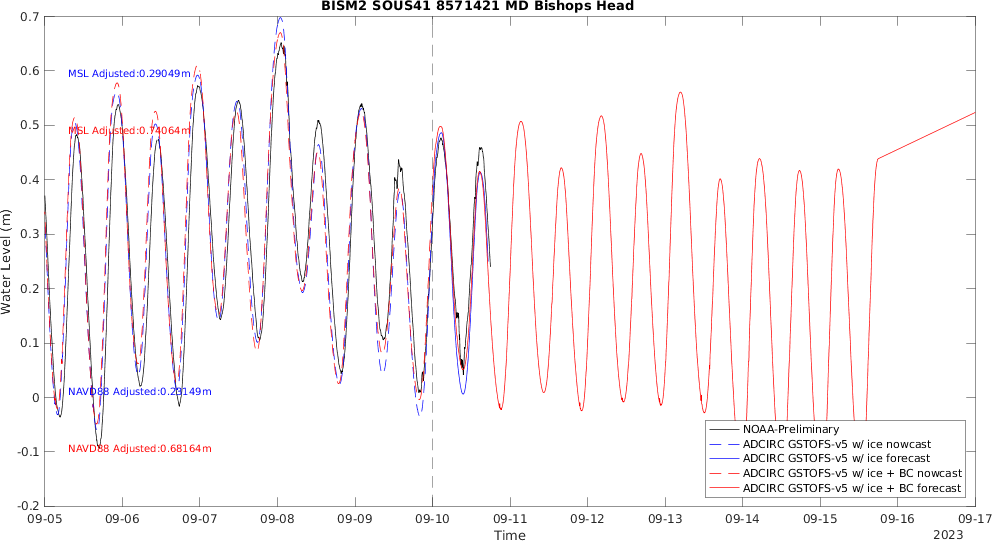 BISM2 SOUS41 8571421 MD Bishops Head
Water Level (m)
0.7
0.6
0.5
0.4
0.3
0.2
0.1
0
-0.1
-0.2
MSL Adjusted:0.29049m
MSL Adjusted:0.74064m
NAVD88 Adjusted:0.23149m
NAVD88 Adjusted:0.68164m
NOAA-Preliminary
ADCIRC GSTOFS-v5 w/ ice nowcast
ADCIRC GSTOFS-v5 w/ ice forecast
ADCIRC GSTOFS-v5 w/ ice + BC nowcast
ADCIRC GSTOFS-v5 w/ ice + BC forecast
09-05 09-06 09-07 09-08 09-09 09-10 09-11 09-12 09-13 09-14 09-15 09-16 09-17
Time
2023